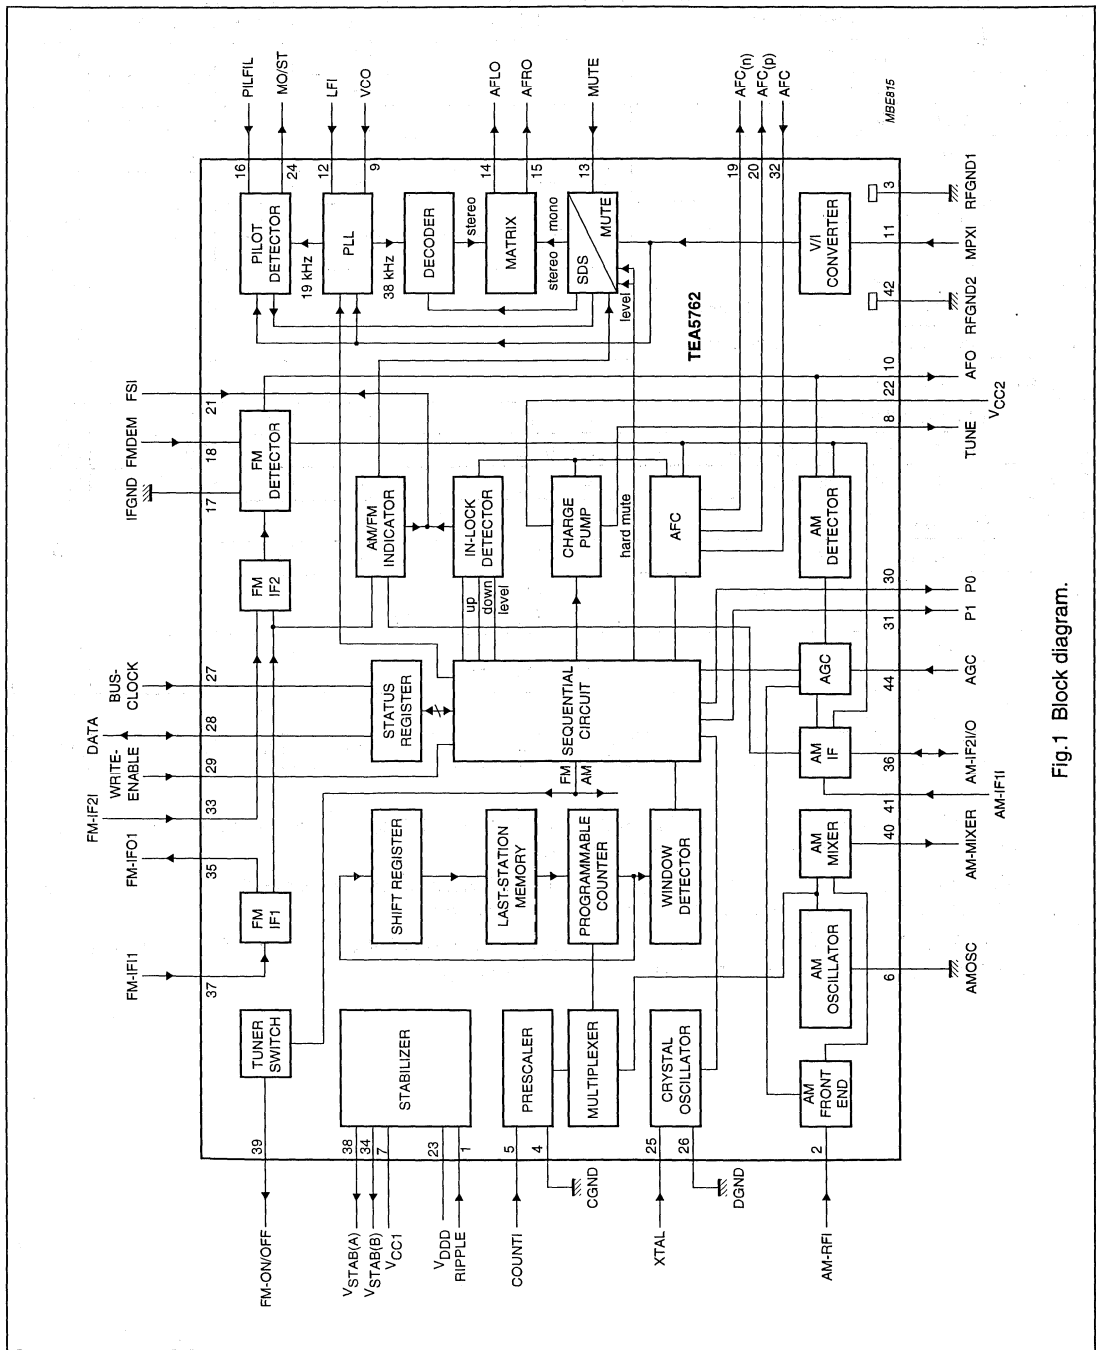 FM-ON/OFF
39
TUNER
SWITCH
VSTAB(A)
38
VSTAB(B)
34
VCC1
7
VDDD
23
RIPPLE
1
STABILIZER
COUNTI
5
4
CGND
PRESCALER
MULTIPLEXER
XTAL
25
26
DGND
CRYSTAL
OSCILLATOR
AM-RFI
2
AM
FRONT
END
FM-IFI1
37
FM
IF1
FM-IFO1
35
FM-IF2I
33
WRITE-
ENABLE
29
DATA
28
BUS-
CLOCK
27
SHIFT REGISTER
LAST-STATION
MEMORY
PROGRAMMABLE
COUNTER
WINDOW
DETECTOR
AM
OSCILLATOR
6
AMOSC
AM
MIXER
40
AM-MIXER
FM
AM
STATUS
REGISTER
SEQUENTIAL
CIRCUIT
AM
IF
41
AM-IF1I
36
AM-IF2I/O
AGC
44
AGC
31
P1
30
P0
FM
IF2
IFGND
17
FMDEM
18
FSI
21
FM
DETECTOR
AM/FM
INDICATOR
IN-LOCK
DETECTOR
up
down
level
CHARGE
PUMP
hard mute
AFC
AM
DETECTOR
8
TUNE
22
VCC2
10
AFO
TEA5762
PILFIL
16
MO/ST
24
PILOT
DETECTOR
19 kHz
LFI
12
VCO
9
PLL
38 kHz
DECODER
stereo
AFLO
14
AFRO
15
MATRIX
stereo
mono
MUTE
13
SDS
MUTE
level
AFC(n)
19
AFC(p)
20
AFC
32
V/I
CONVERTER
42
RFGND2
11
MPXI
3
RFGND1
MBE815
Fig.1 Block diagram.